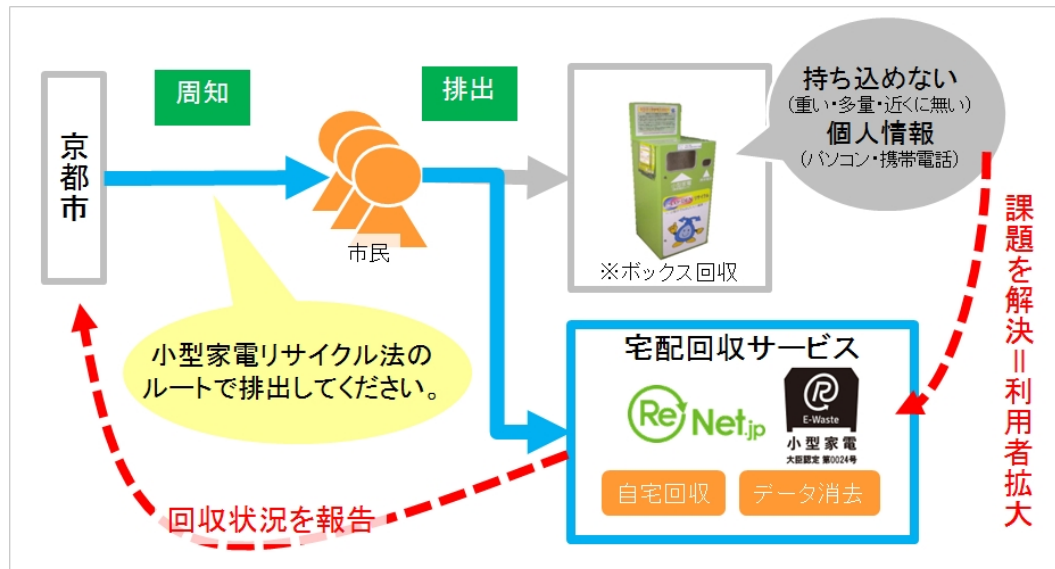 京都市
周知
排出
市民
小型家電リサイクル法の
ルートで排出してください。
※ボックス回収
持ち込めない
(重い・多量・近くに無い)
個人情報
(パソコン・携帯電話)
課題を解決=利用者拡大
宅配回収サービス
ReNet.jp
R
E-Waste
小型家電
大臣認定 第0024号
自宅回収
データ消去
回収状況を報告